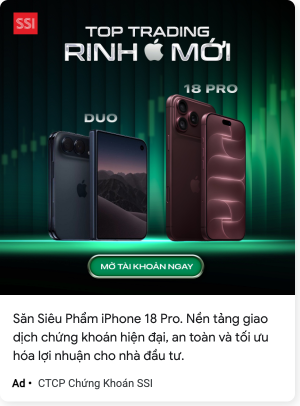 SSI
TOP TRADING
RINH MỚI
18 PRO
DUO
MỞ TÀI KHOẢN NGAY
Săn Siêu Phẩm iPhone 18 Pro. Nền tảng giao
dịch chứng khoán hiện đại, an toàn và tối ưu
hóa lợi nhuận cho nhà đầu tư.
Ad • CTCP Chứng Khoán SSI